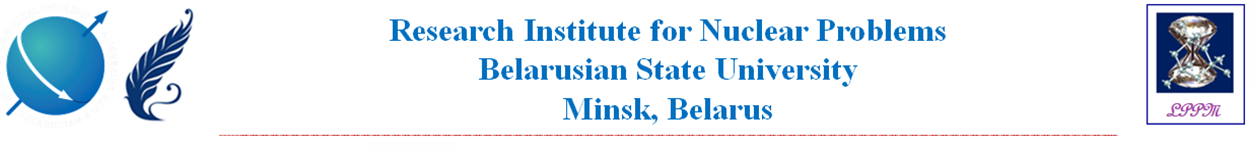 Research Institute for Nuclear Problems
Belarusian State University
Minsk, Belarus
LPPM